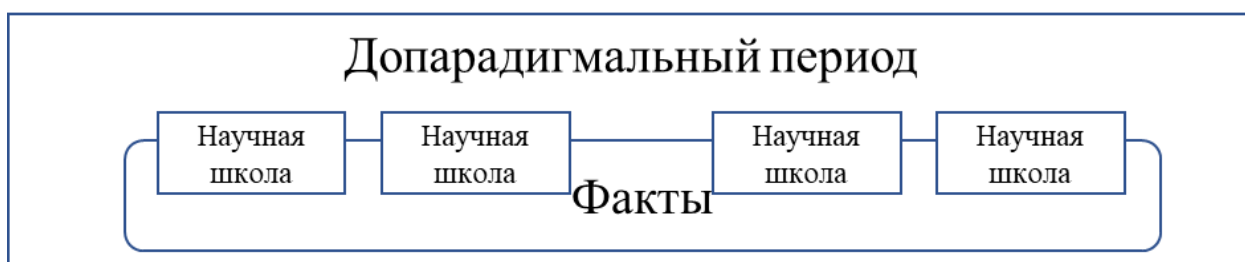 Допарадигмальный период
Научная
школа
Научная
школа
Научная
школа
Научная
школа
Факты